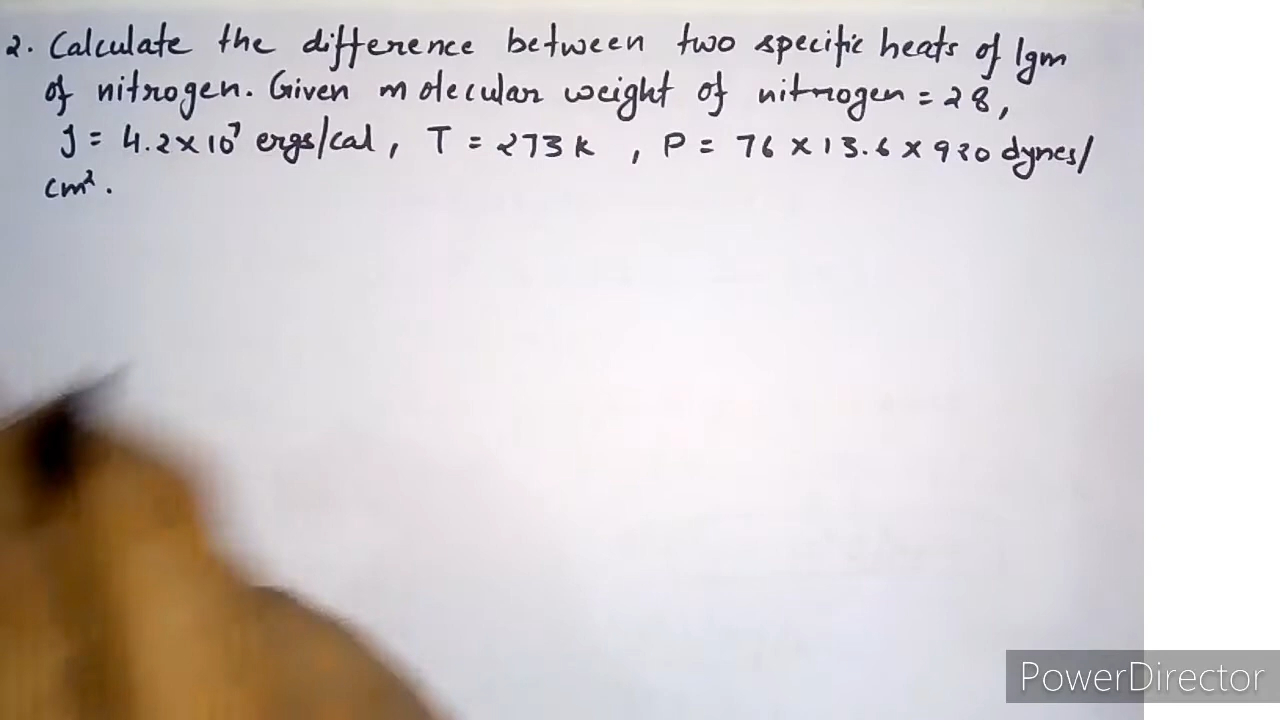 2. Calculate the difference between two specific heats of 1gm
of nitrogen. Given molecular weight of nitrogen = 28,
J = 4.2 × 10⁷ ergs/cal, T = 273 K, P = 76 × 13.6 × 980 dynes/
cm².
PowerDirector